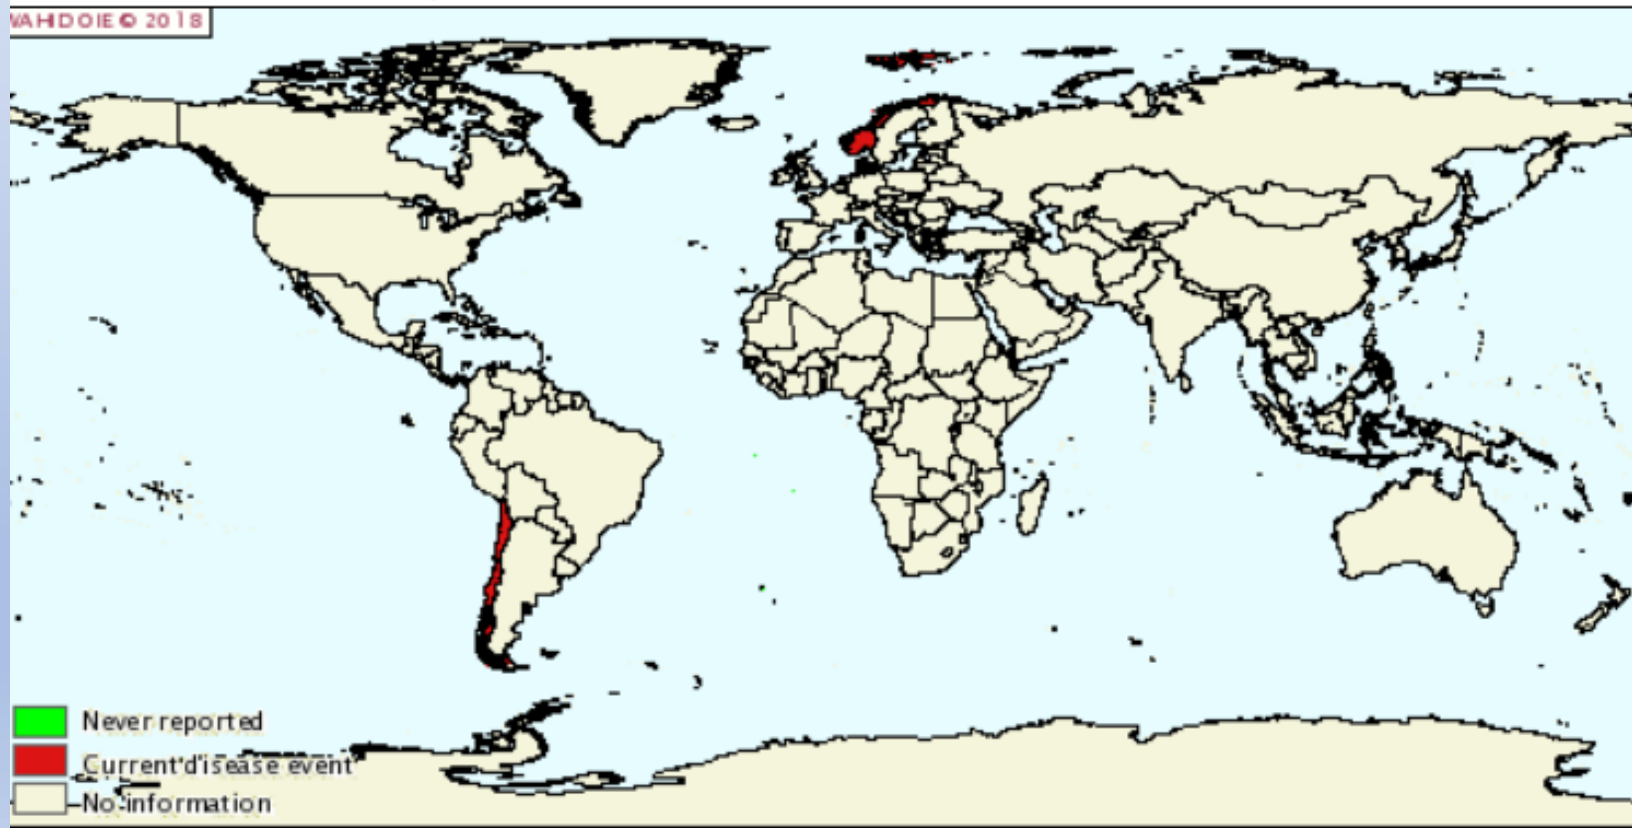 WAHID OIE © 2018
Never reported
Current disease event
No information